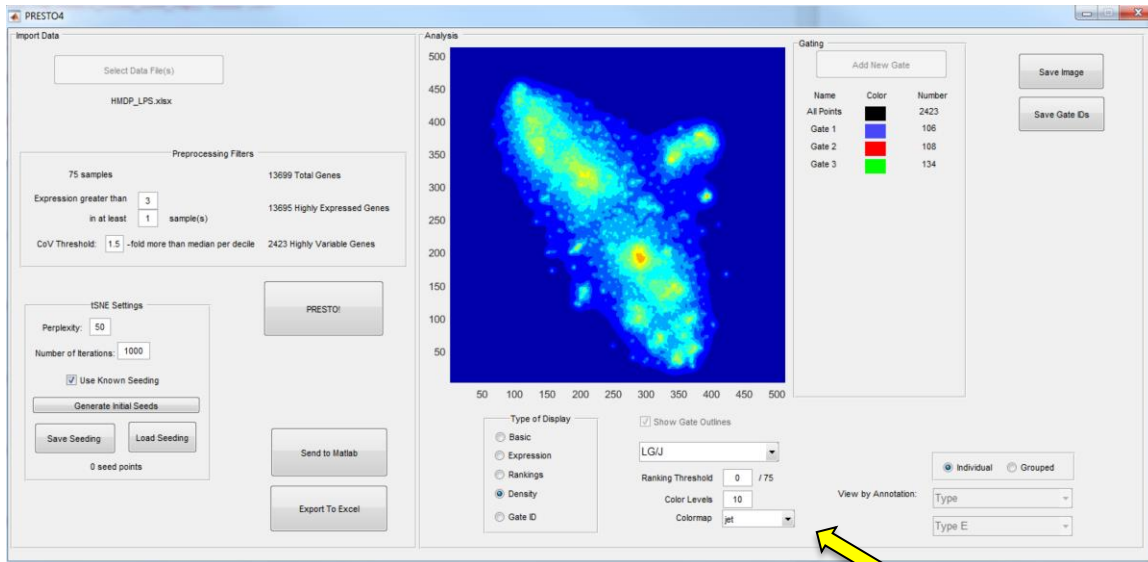 PRESTO4
Import Data
Select Data File(s)
HMDP_LPS.xlsx
Preprocessing Filters
75 samples
13699 Total Genes
Expression greater than 3
in at least 1 sample(s)
13695 Highly Expressed Genes
CoV Threshold: 1.5 -fold more than median per decile
2423 Highly Variable Genes
tSNE Settings
Perplexity: 50
Number of Iterations: 1000
Use Known Seeding
Generate Initial Seeds
Save Seeding
Load Seeding
0 seed points
PRESTO!
Send to Matlab
Export To Excel
Analysis
500
450
400
350
300
250
200
150
100
50
50 100 150 200 250 300 350 400 450 500
Type of Display
Basic
Expression
Rankings
Density
Gate ID
Show Gate Outlines
LG/J
Ranking Threshold 0 / 75
Color Levels 10
Colormap jet
Gating
Add New Gate
Name Color Number
All Points 2423
Gate 1 106
Gate 2 108
Gate 3 134
Save Image
Save Gate IDs
Individual Grouped
View by Annotation: Type
Type E